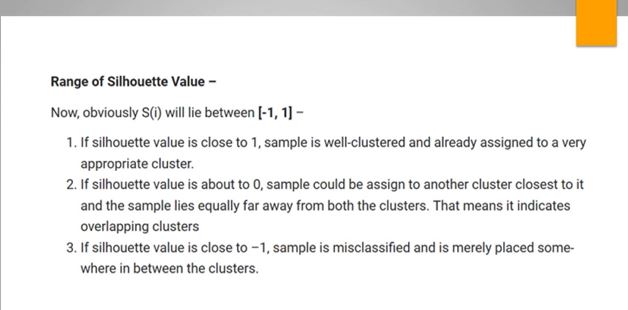 Range of Silhouette Value –
Now, obviously S(i) will lie between [-1, 1] –
1. If silhouette value is close to 1, sample is well-clustered and already assigned to a very
appropriate cluster.
2. If silhouette value is about to 0, sample could be assign to another cluster closest to it
and the sample lies equally far away from both the clusters. That means it indicates
overlapping clusters
3. If silhouette value is close to –1, sample is misclassified and is merely placed some-
where in between the clusters.